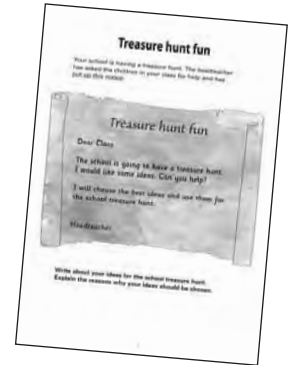 Treasure hunt fun
Your school is having a treasure hunt. The headteacher
has asked the children in your class for help and has
put up this notice.
Treasure hunt fun
Dear Class
The school is going to have a treasure hunt.
I would like some ideas. Can you help?
I will choose the best ideas and use them for
the school treasure hunt.
Headteacher
Write about your ideas for the school treasure hunt.
Explain the reasons why your ideas should be chosen.